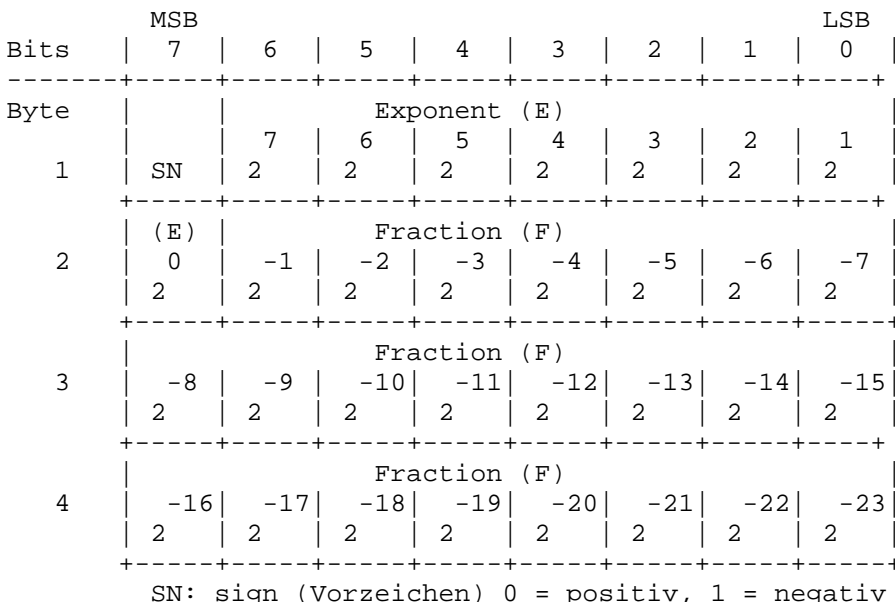 MSB                                       LSB
Bits    |  7  |  6  |  5  |  4  |  3  |  2  |  1  |  0  |
-------+-----+-----+-----+-----+-----+-----+-----+----+
Byte    |     |         Exponent (E)                    |
        |     |  7  |  6  |  5  |  4  |  3  |  2  |  1  |
   1    | SN  | 2   | 2   | 2   | 2   | 2   | 2   | 2   |
        +-----+-----+-----+-----+-----+-----+-----+----+
        | (E) |         Fraction (F)                    |
   2    |  0  |  -1 |  -2 |  -3 |  -4 |  -5 |  -6 |  -7 |
        | 2   | 2   | 2   | 2   | 2   | 2   | 2   | 2   |
        +-----+-----+-----+-----+-----+-----+-----+-----+
        |               Fraction (F)                    |
   3    |  -8 |  -9 |  -10|  -11|  -12|  -13|  -14|  -15|
        | 2   | 2   | 2   | 2   | 2   | 2   | 2   | 2   |
        +-----+-----+-----+-----+-----+-----+-----+----+
        |               Fraction (F)                    |
   4    |  -16|  -17|  -18|  -19|  -20|  -21|  -22|  -23|
        | 2   | 2   | 2   | 2   | 2   | 2   | 2   | 2   |
        +-----+-----+-----+-----+-----+-----+-----+-----+
          SN: sign (Vorzeichen) 0 = positiv, 1 = negativ